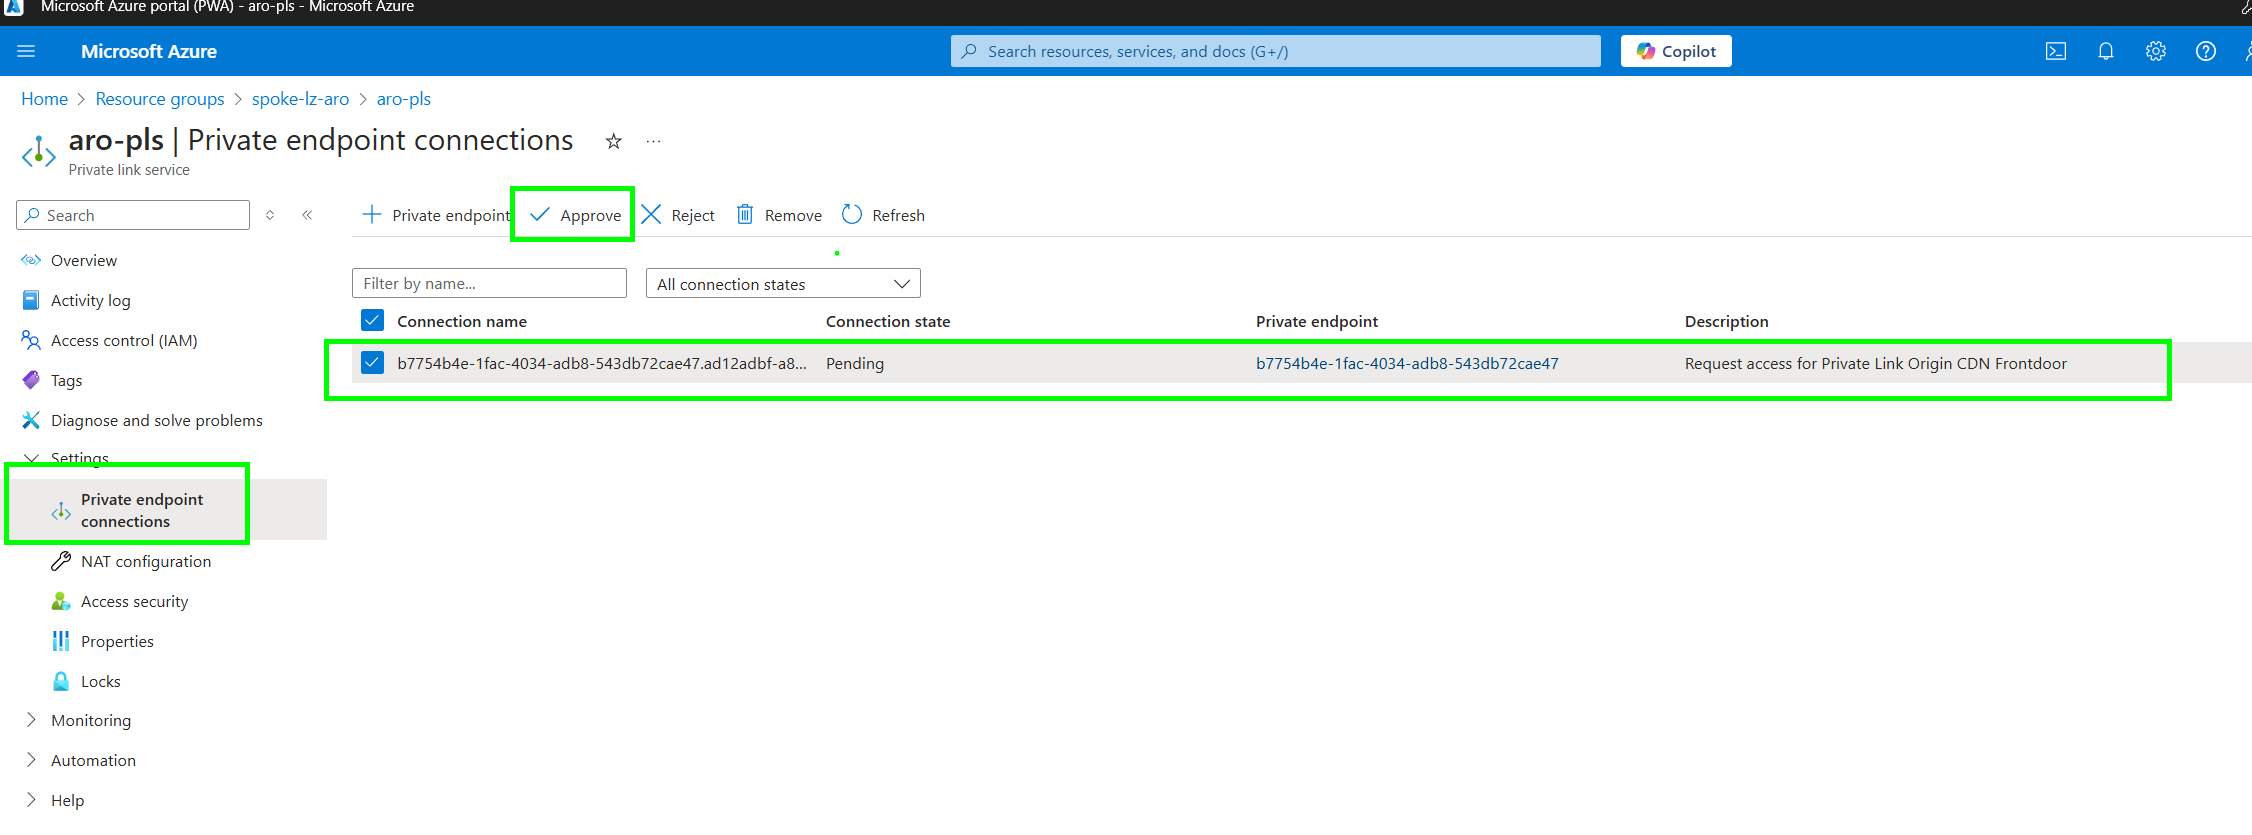 Microsoft Azure portal (PWA) - aro-pls - Microsoft Azure
Microsoft Azure
Search resources, services, and docs (G+/)
Copilot
Home > Resource groups > spoke-lz-aro > aro-pls
aro-pls | Private endpoint connections
Private link service
Search
Private endpoint
Approve
Reject
Remove
Refresh
Overview
Activity log
Access control (IAM)
Tags
Diagnose and solve problems
Settings
Private endpoint
connections
NAT configuration
Access security
Properties
Locks
Monitoring
Automation
Help
Filter by name...
All connection states
Connection name Connection state Private endpoint Description
b7754b4e-1fac-4034-adb8-543db72cae47.ad12adbf-a8... Pending b7754b4e-1fac-4034-adb8-543db72cae47 Request access for Private Link Origin CDN Frontdoor